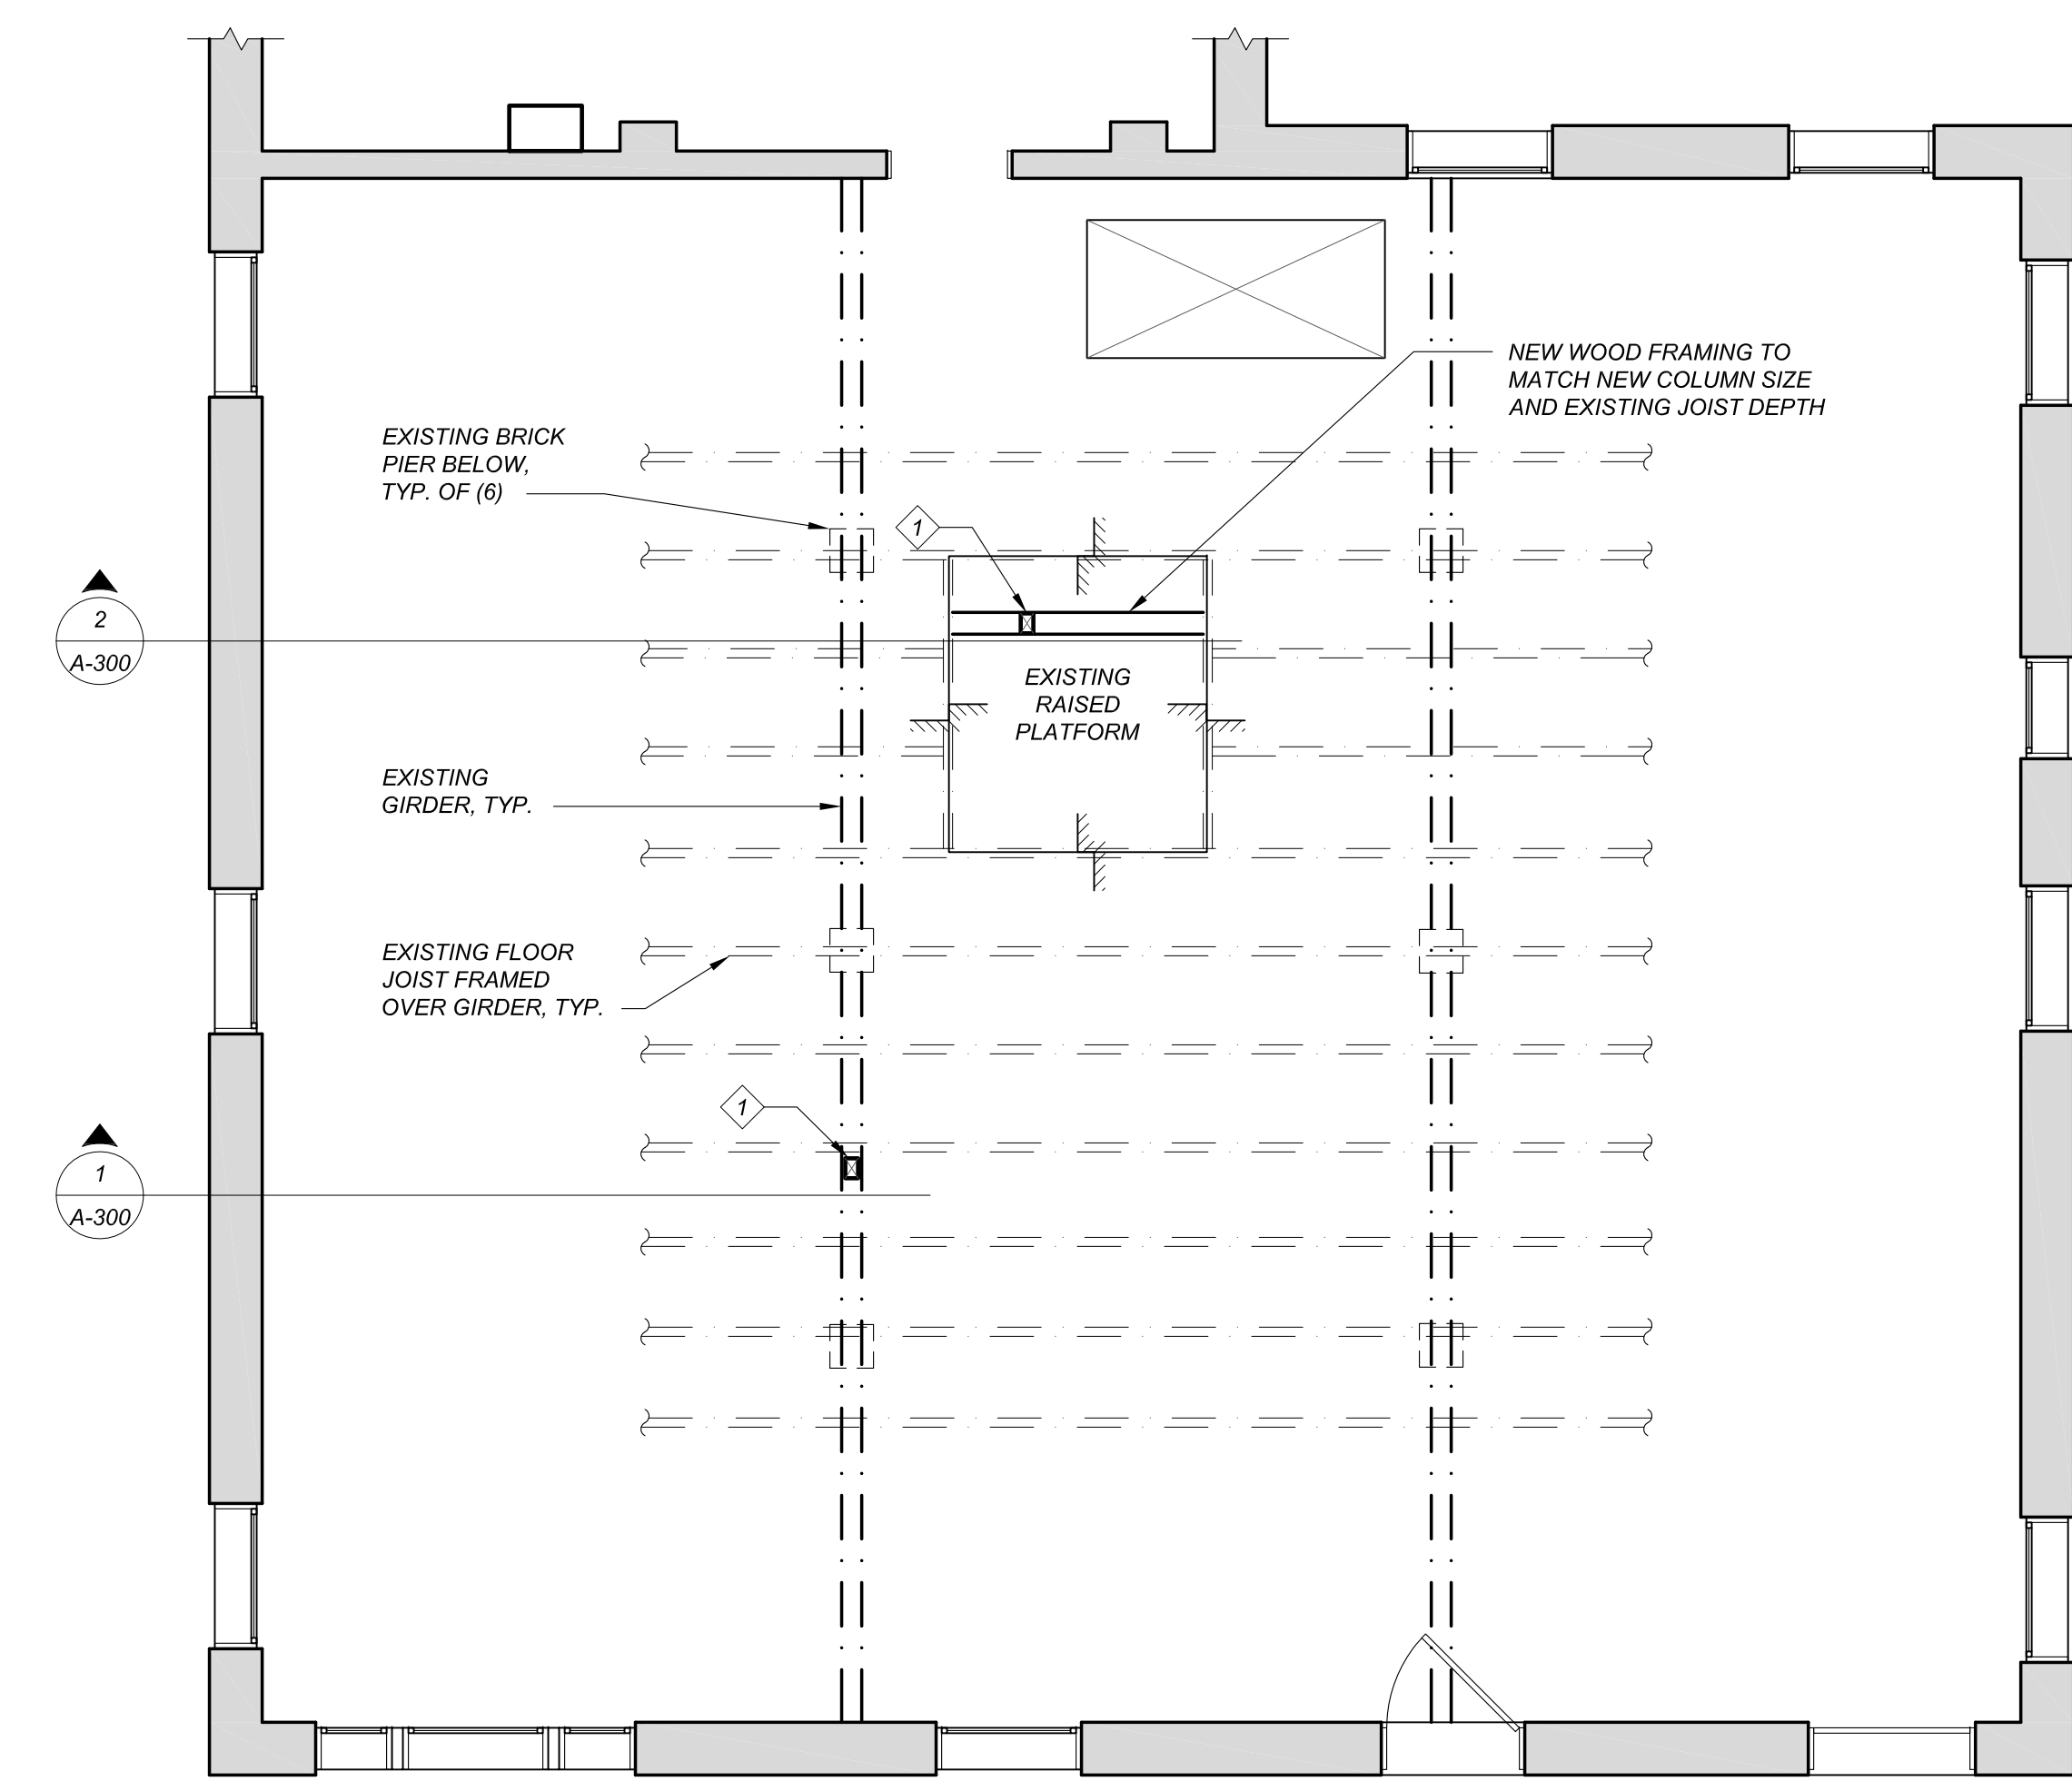 NEW WOOD FRAMING TO
MATCH NEW COLUMN SIZE
AND EXISTING JOIST DEPTH
EXISTING BRICK
PIER BELOW,
TYP. OF (6)
1
2
A-300
EXISTING
RAISED
PLATFORM
EXISTING
GIRDER, TYP.
EXISTING FLOOR
JOIST FRAMED
OVER GIRDER, TYP.
1
1
A-300